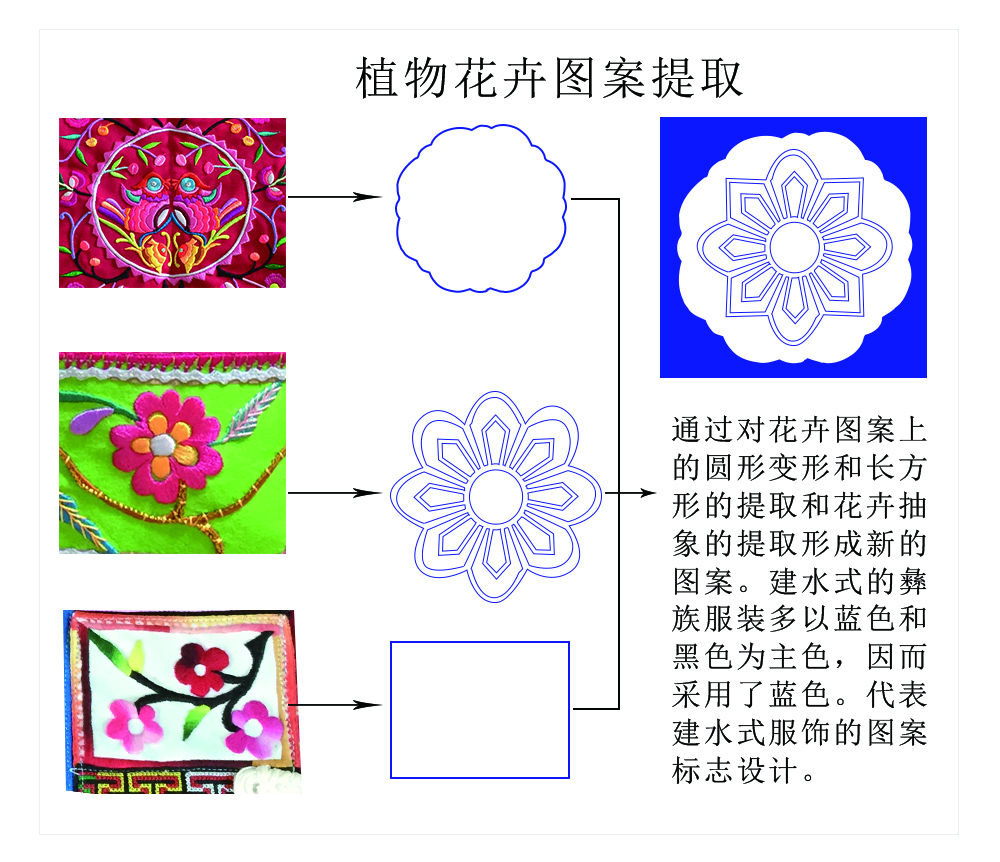 植物花卉图案提取
通过对花卉图案上
的圆形变形和长方
形的提取和花卉抽
象的提取形成新的
图案。建水式的彝
族服装多以蓝色和
黑色为主色，因而
采用了蓝色。代表
建水式服饰的图案
标志设计。